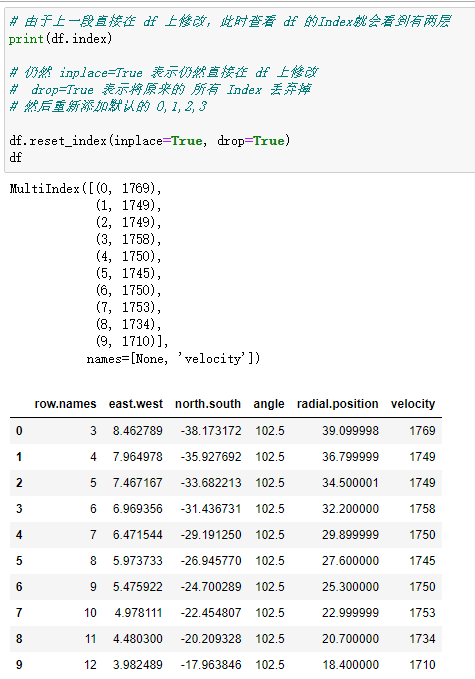 # 由于上一段直接在 df 上修改，此时查看 df 的Index就会看到有两层
print(df.index)
# 仍然 inplace=True 表示仍然直接在 df 上修改
#  drop=True 表示将原来的 所有 Index 丢弃掉
# 然后重新添加默认的 0,1,2,3
df.reset_index(inplace=True, drop=True)
df
MultiIndex([(0, 1769),
            (1, 1749),
            (2, 1749),
            (3, 1758),
            (4, 1750),
            (5, 1745),
            (6, 1750),
            (7, 1753),
            (8, 1734),
            (9, 1710)],
           names=[None, 'velocity'])
row.names east.west north.south angle radial.position velocity
0 3 8.462789 -38.173172 102.5 39.099998 1769
1 4 7.964978 -35.927692 102.5 36.799999 1749
2 5 7.467167 -33.682213 102.5 34.500001 1749
3 6 6.969356 -31.436731 102.5 32.200000 1758
4 7 6.471544 -29.191250 102.5 29.899999 1750
5 8 5.973733 -26.945770 102.5 27.600000 1745
6 9 5.475922 -24.700289 102.5 25.300000 1750
7 10 4.978111 -22.454807 102.5 22.999999 1753
8 11 4.480300 -20.209328 102.5 20.700000 1734
9 12 3.982489 -17.963846 102.5 18.400000 1710